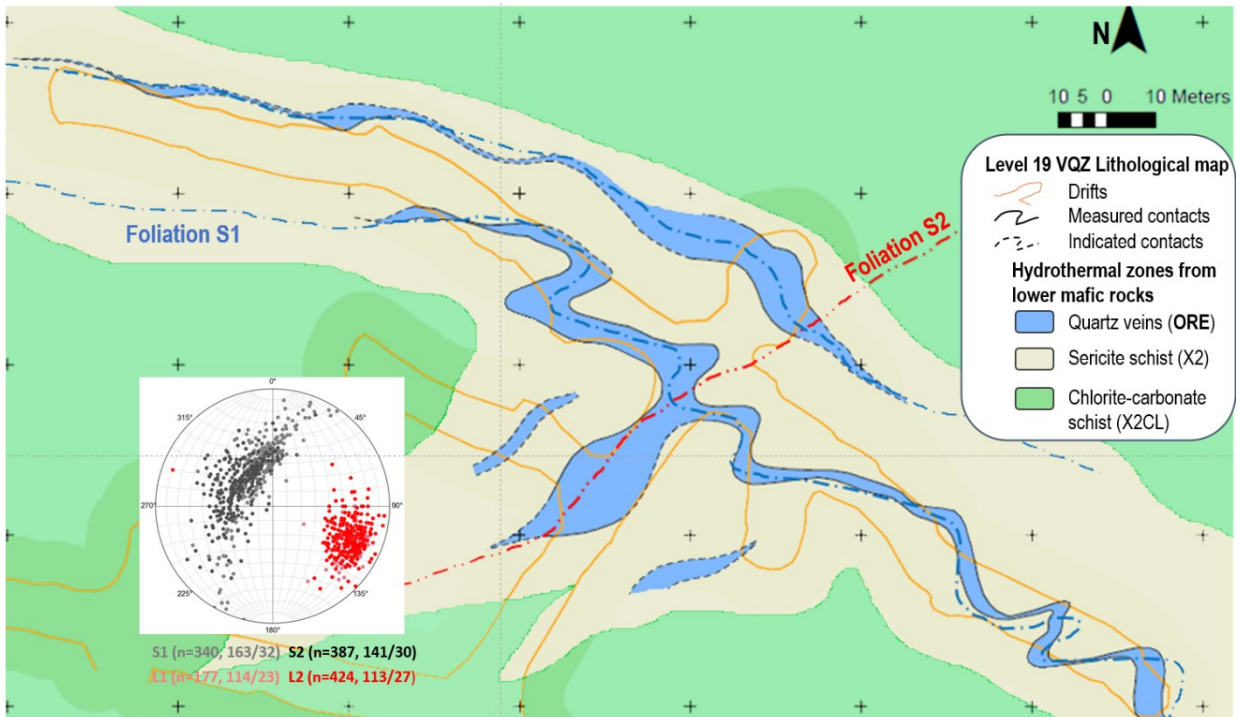 N
10 5 0 10 Meters
Level 19 VQZ Lithological map
Drifts
Measured contacts
Indicated contacts
Hydrothermal zones from
lower mafic rocks
Quartz veins (ORE)
Sericite schist (X2)
Chlorite-carbonate
schist (X2CL)
Foliation S1
Foliation S2
0°
315°
45°
270°
90°
225°
135°
180°
S1 (n=340, 163/32) S2 (n=387, 141/30)
L1 (n=177, 114/23) L2 (n=424, 113/27)